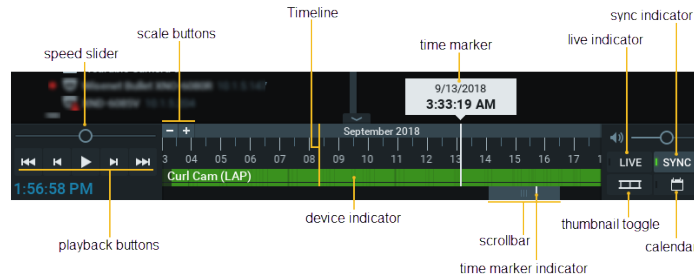 sync indicator
Timeline
scale buttons
live indicator
speed slider
time marker
9/13/2018
3:33:19 AM
September 2018
3 04 05 06 07 08 09 10 11 12 13 14 15 16 17 1
LIVE
SYNC
Curl Cam (LAP)
1:56:58 PM
device indicator
thumbnail toggle
playback buttons
scrollbar
calenda
time marker indicator